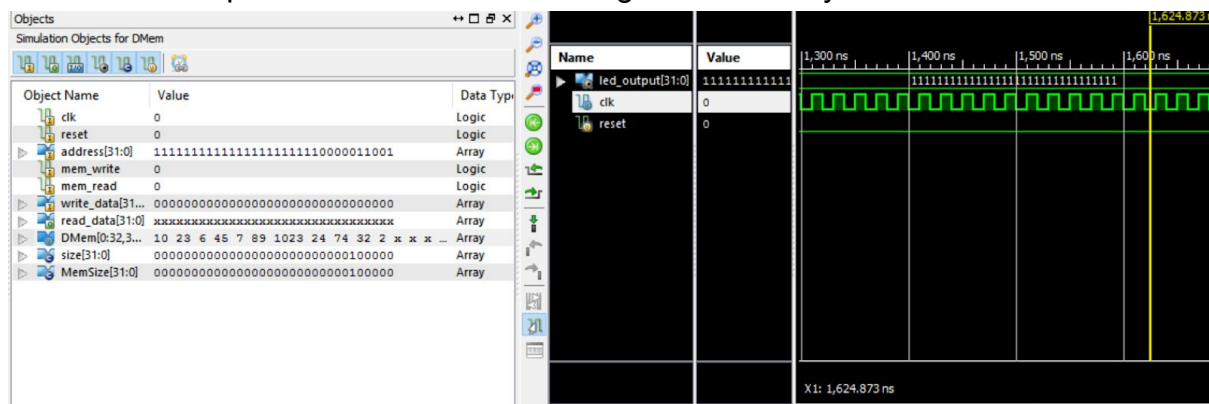 Objects
Simulation Objects for DMem
Object Name Value Data Type
clk 0 Logic
reset 0 Logic
address[31:0] 11111111111111111111110000011001 Array
mem_write 0 Logic
mem_read 0 Logic
write_data[31... 00000000000000000000000000000000 Array
read_data[31:0] xxxxxxxxxxxxxxxxxxxxxxxxxxxxxxxx Array
DMem[0:32,3... 10 23 6 45 7 89 1023 24 74 32 2 x x x ... Array
size[31:0] 00000000000000000000000000100000 Array
MemSize[31:0] 00000000000000000000000000100000 Array
Name Value
led_output[31:0] 111111111111
clk 0
reset 0
1,624.873
1,300 ns 1,400 ns 1,500 ns 1,600 ns
11111111111111111111111111111111
X1: 1,624.873 ns